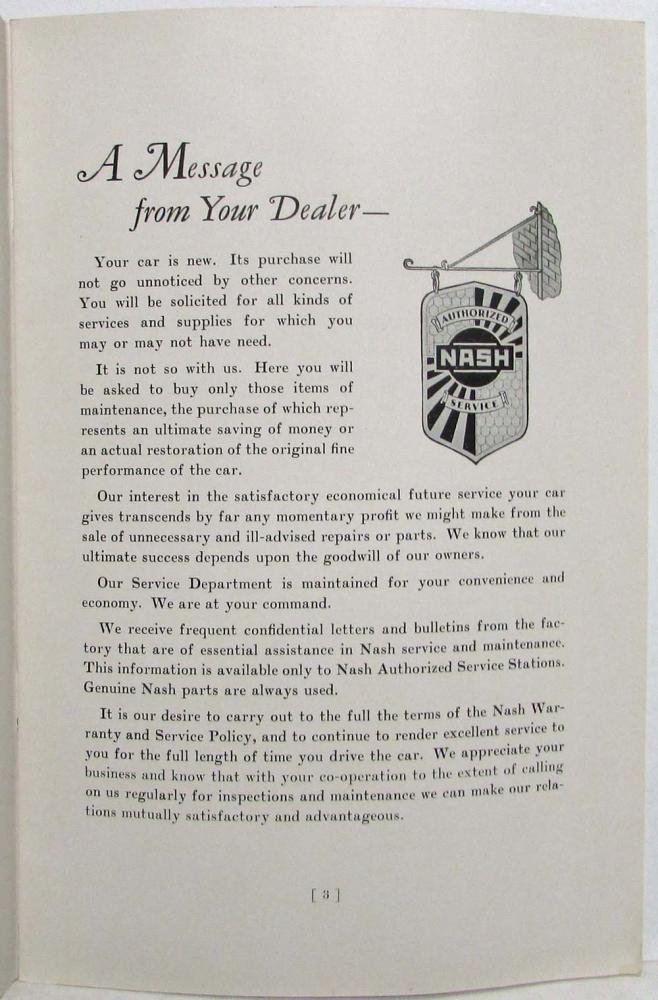 A Message
from Your Dealer—
Your car is new. Its purchase will
not go unnoticed by other concerns.
You will be solicited for all kinds of
services and supplies for which you
may or may not have need.
It is not so with us. Here you will
be asked to buy only those items of
maintenance, the purchase of which rep-
resents an ultimate saving of money or
an actual restoration of the original fine
performance of the car.
AUTHORIZED
NASH
SERVICE
Our interest in the satisfactory economical future service your car
gives transcends by far any momentary profit we might make from the
sale of unnecessary and ill-advised repairs or parts. We know that our
ultimate success depends upon the goodwill of our owners.
Our Service Department is maintained for your convenience and
economy. We are at your command.
We receive frequent confidential letters and bulletins from the fac-
tory that are of essential assistance in Nash service and maintenance.
This information is available only to Nash Authorized Service Stations.
Genuine Nash parts are always used.
It is our desire to carry out to the full the terms of the Nash War-
ranty and Service Policy, and to continue to render excellent service to
you for the full length of time you drive the car. We appreciate your
business and know that with your co-operation to the extent of calling
on us regularly for inspections and maintenance we can make our rela-
tions mutually satisfactory and advantageous.
[ 3 ]